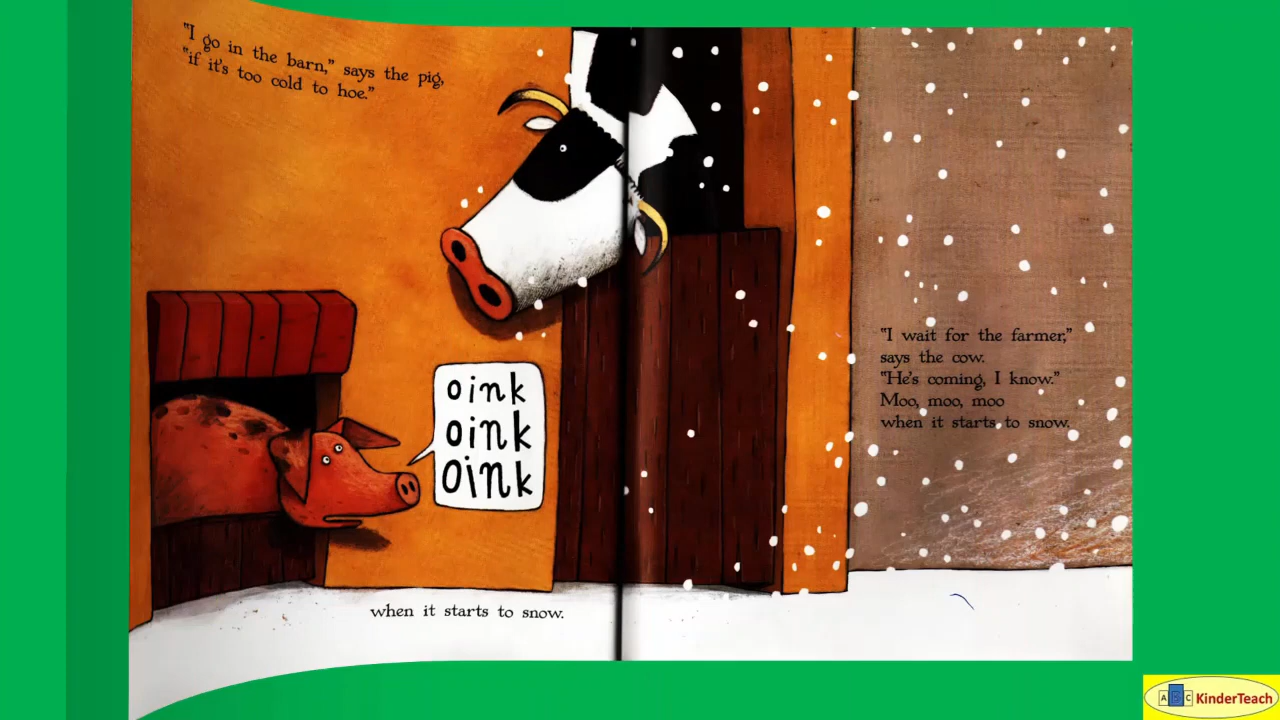 "I go in the barn," says the pig,
"if it's too cold to hoe."
oink
oink
oink
when it starts to snow.
"I wait for the farmer,"
says the cow.
"He's coming, I know."
Moo, moo, moo
when it starts to snow.
ABC KinderTeach